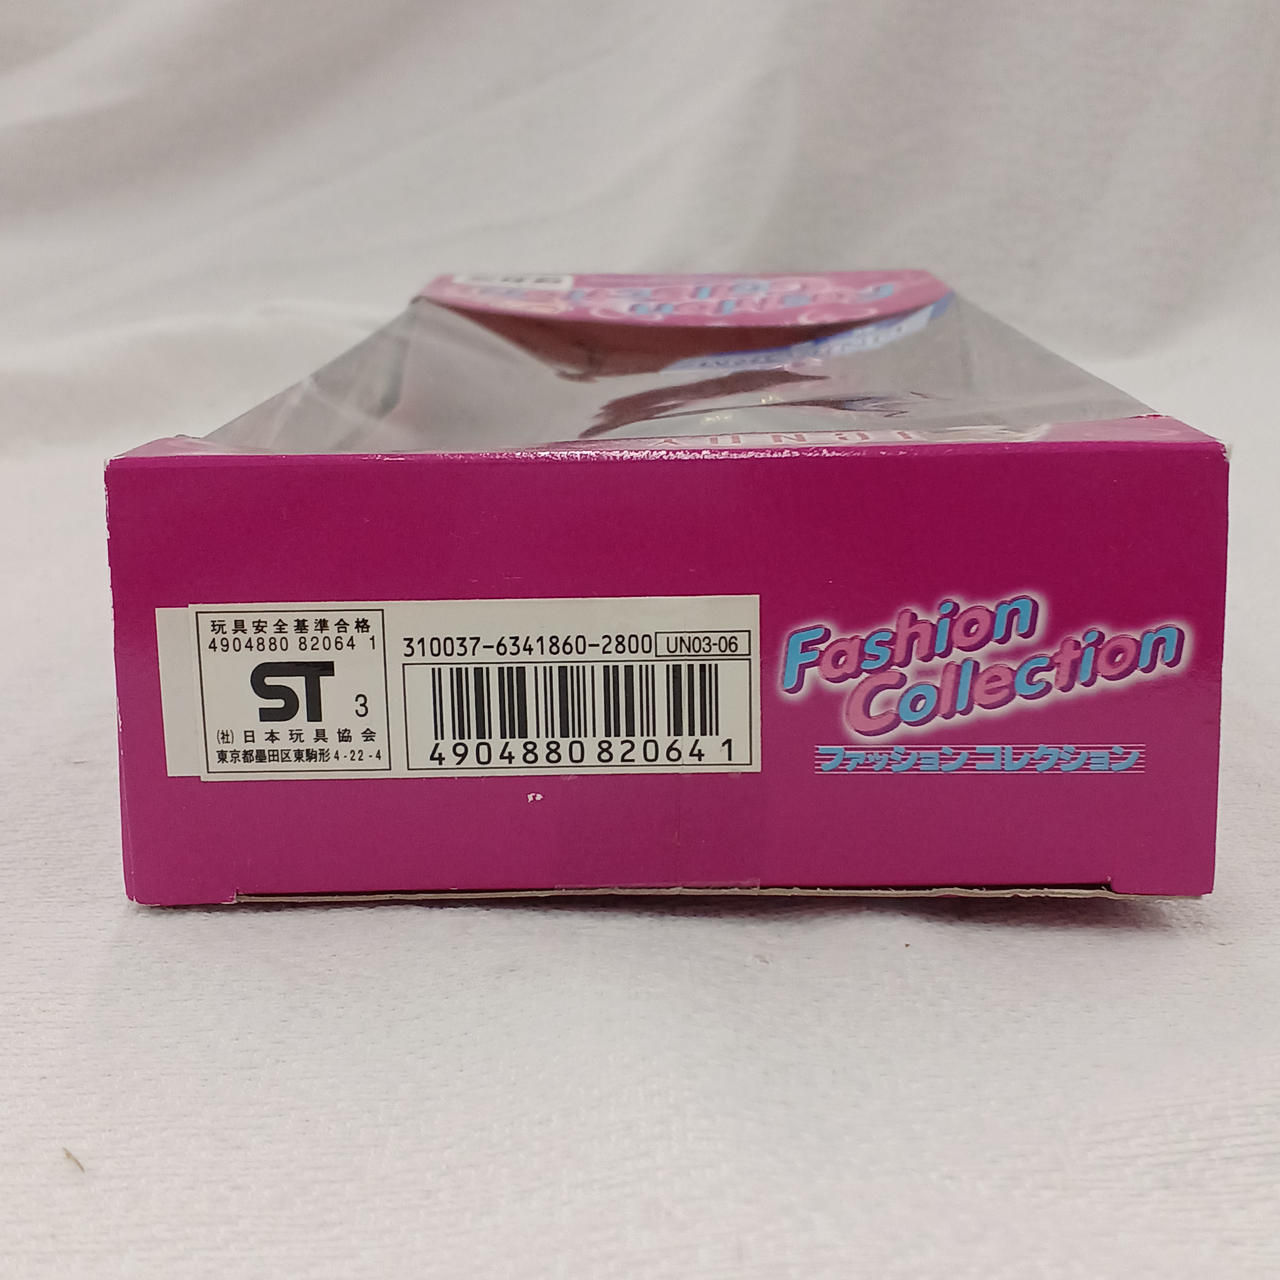 Fashion
Collection
玩具安全基準合格
4904880 82064 1
ST 3
(社)日本玩具協会
東京都墨田区東駒形4-22-4
310037-6341860-2800 UN03-06
4904880820641
Fashion
Collection
ファッション コレクション